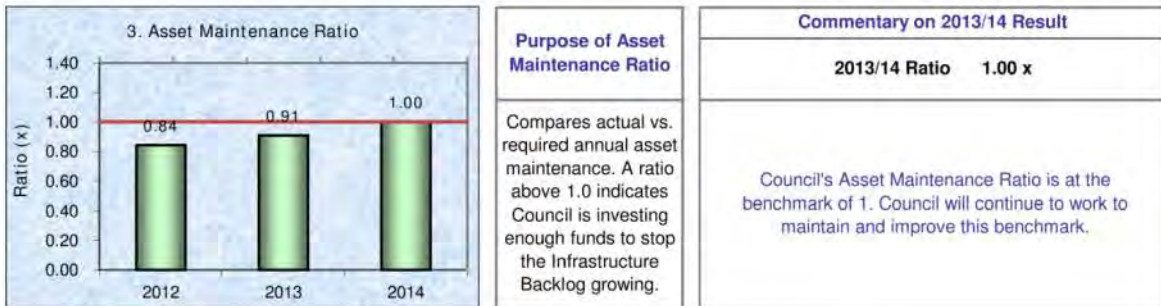 3. Asset Maintenance Ratio
Ratio (x)
1.40
1.20
1.00
0.80
0.60
0.40
0.20
0.00
0.84
0.91
1.00
2012
2013
2014
Purpose of Asset
Maintenance Ratio
Compares actual vs.
required annual asset
maintenance. A ratio
above 1.0 indicates
Council is investing
enough funds to stop
the Infrastructure
Backlog growing.
Commentary on 2013/14 Result
2013/14 Ratio 1.00 x
Council's Asset Maintenance Ratio is at the
benchmark of 1. Council will continue to work to
maintain and improve this benchmark.